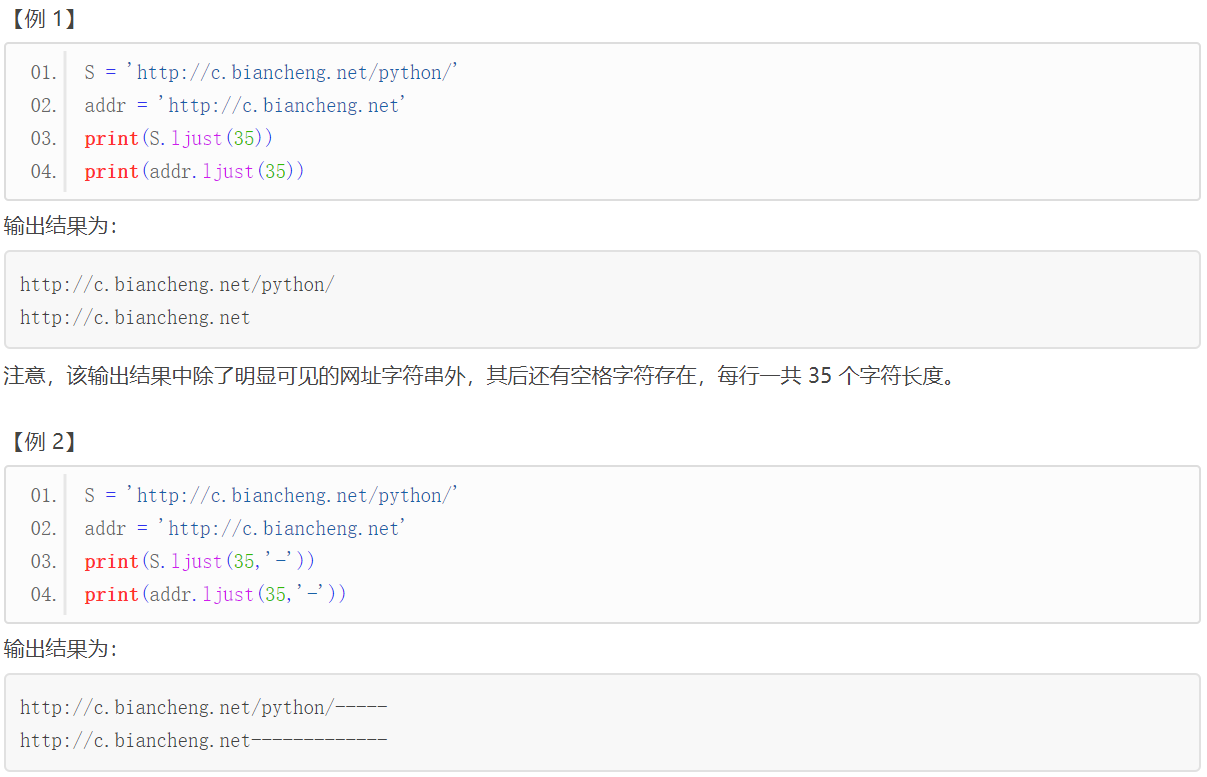 【例 1】
01. S = 'http://c.biancheng.net/python/'
02. addr = 'http://c.biancheng.net'
03. print(S.ljust(35))
04. print(addr.ljust(35))
输出结果为：
http://c.biancheng.net/python/
http://c.biancheng.net
注意，该输出结果中除了明显可见的网址字符串外，其后还有空格字符存在，每行一共 35 个字符长度。
【例 2】
01. S = 'http://c.biancheng.net/python/'
02. addr = 'http://c.biancheng.net'
03. print(S.ljust(35,'-'))
04. print(addr.ljust(35,'-'))
输出结果为：
http://c.biancheng.net/python/-----
http://c.biancheng.net-------------